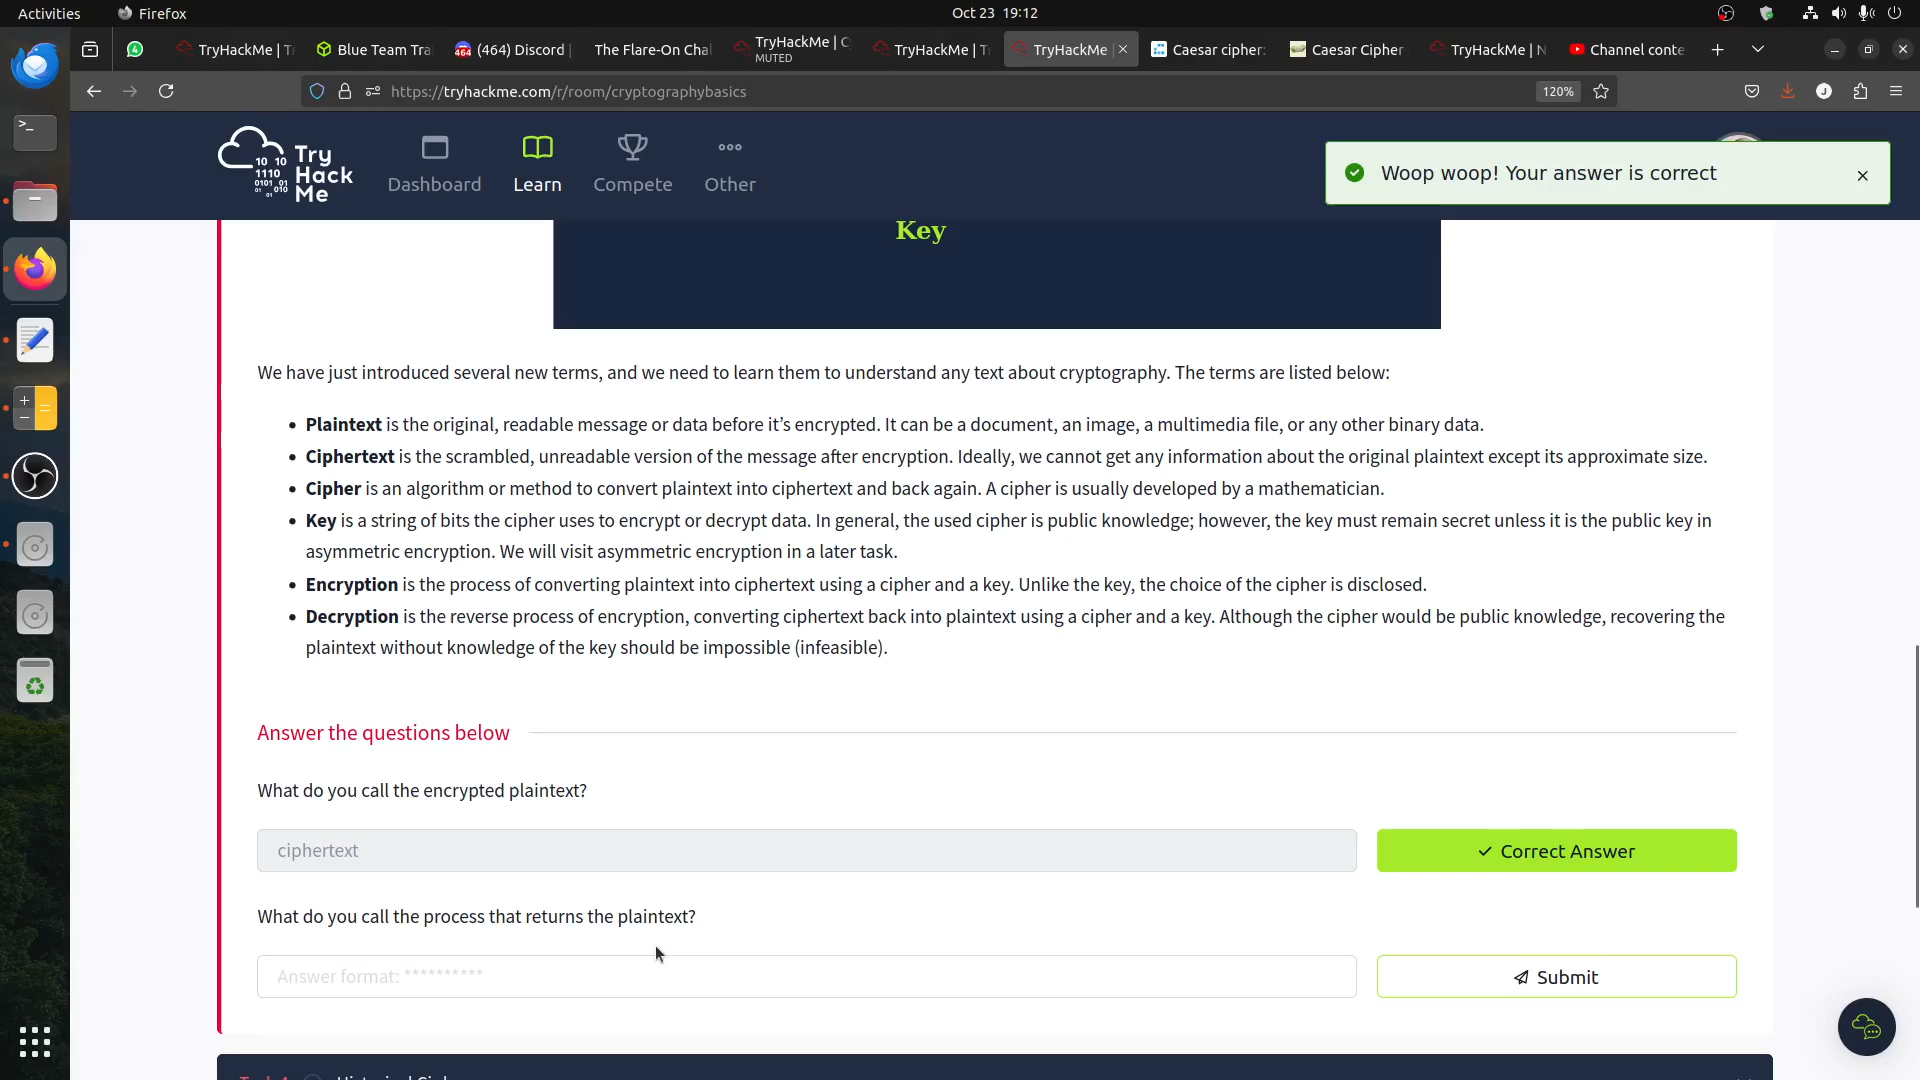 Activities
Firefox
Oct 23 19:12
4
TryHackMe | Tr
Blue Team Tra
(464) Discord |
The Flare-On Chal
TryHackMe | C
MUTED
TryHackMe | Tr
TryHackMe |
Caesar cipher:
Caesar Cipher
TryHackMe | N
Channel conte
https://tryhackme.com/r/room/cryptographybasics
120%
J
Try
Hack
Me
Dashboard
Learn
Compete
Other
Woop woop! Your answer is correct
Key
We have just introduced several new terms, and we need to learn them to understand any text about cryptography. The terms are listed below:
• Plaintext is the original, readable message or data before it’s encrypted. It can be a document, an image, a multimedia file, or any other binary data.
• Ciphertext is the scrambled, unreadable version of the message after encryption. Ideally, we cannot get any information about the original plaintext except its approximate size.
• Cipher is an algorithm or method to convert plaintext into ciphertext and back again. A cipher is usually developed by a mathematician.
• Key is a string of bits the cipher uses to encrypt or decrypt data. In general, the used cipher is public knowledge; however, the key must remain secret unless it is the public key in
asymmetric encryption. We will visit asymmetric encryption in a later task.
• Encryption is the process of converting plaintext into ciphertext using a cipher and a key. Unlike the key, the choice of the cipher is disclosed.
• Decryption is the reverse process of encryption, converting ciphertext back into plaintext using a cipher and a key. Although the cipher would be public knowledge, recovering the
plaintext without knowledge of the key should be impossible (infeasible).
Answer the questions below
What do you call the encrypted plaintext?
ciphertext
Correct Answer
What do you call the process that returns the plaintext?
Answer format: **********
Submit